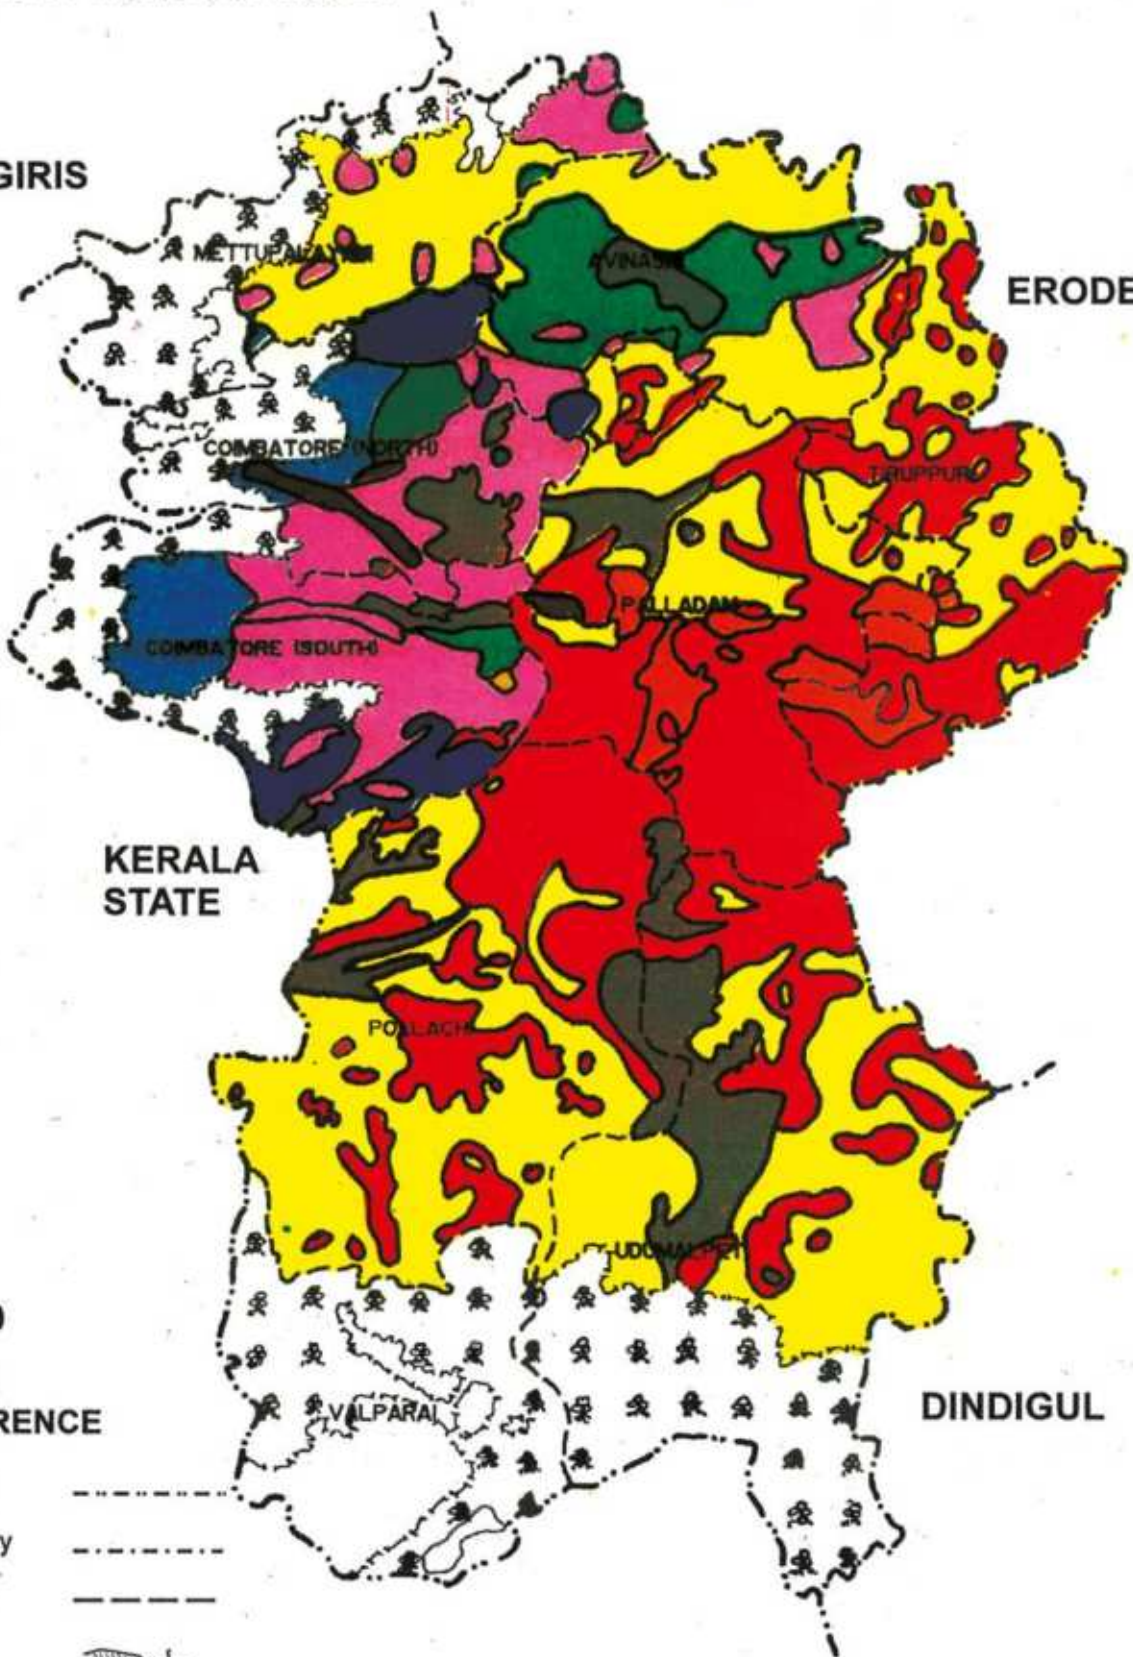 GIRIS
METTUPALAYAM
AVINASHI
ERODE
COIMBATORE (NORTH)
TIRUPPUR
PALLADAM
COIMBATORE (SOUTH)
KERALA
STATE
POLLACHI
UDUMALPET
RENCE
VALPARAI
DINDIGUL
y